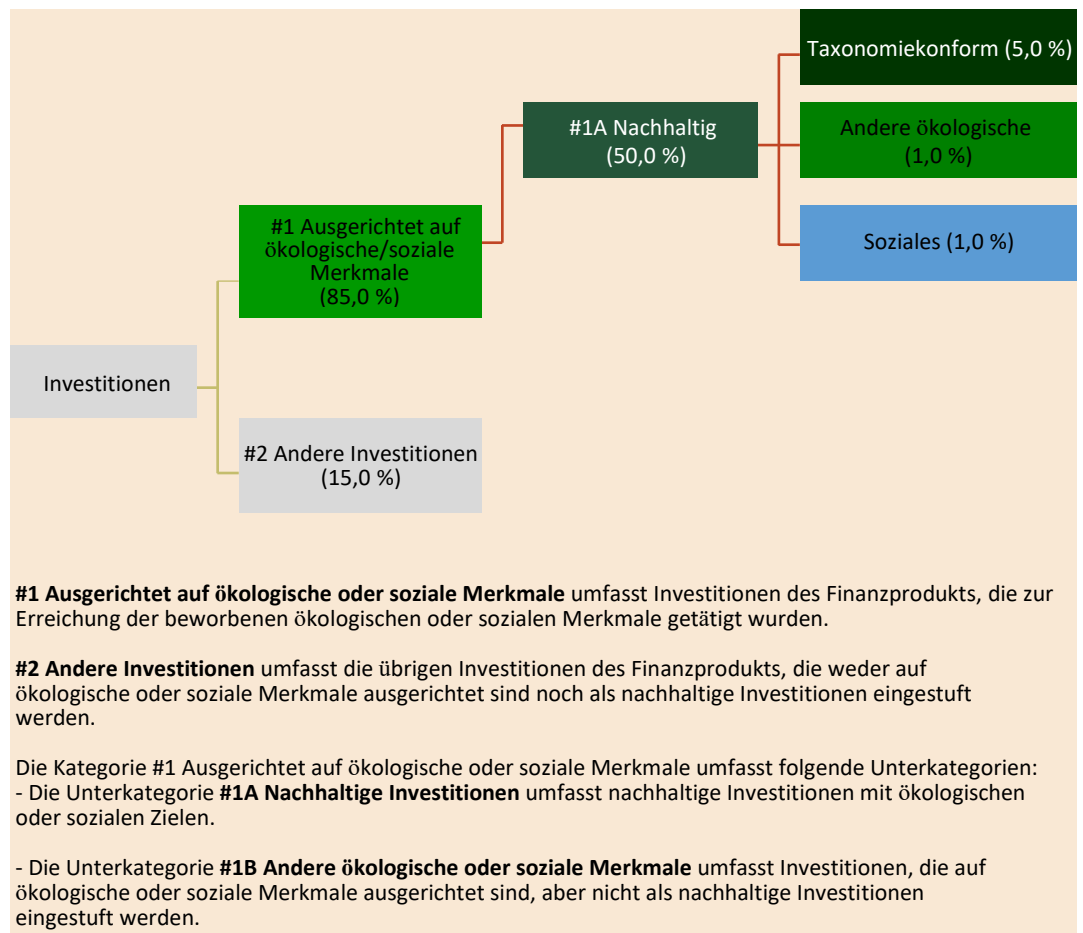 Taxonomiekonform (5,0 %)
#1A Nachhaltig
(50,0 %)
Andere ökologische
(1,0 %)
#1 Ausgerichtet auf
ökologische/soziale
Merkmale
(85,0 %)
Soziales (1,0 %)
Investitionen
#2 Andere Investitionen
(15,0 %)
#1 Ausgerichtet auf ökologische oder soziale Merkmale umfasst Investitionen des Finanzprodukts, die zur
Erreichung der beworbenen ökologischen oder sozialen Merkmale getätigt wurden.
#2 Andere Investitionen umfasst die übrigen Investitionen des Finanzprodukts, die weder auf
ökologische oder soziale Merkmale ausgerichtet sind noch als nachhaltige Investitionen eingestuft
werden.
Die Kategorie #1 Ausgerichtet auf ökologische oder soziale Merkmale umfasst folgende Unterkategorien:
- Die Unterkategorie #1A Nachhaltige Investitionen umfasst nachhaltige Investitionen mit ökologischen
oder sozialen Zielen.
- Die Unterkategorie #1B Andere ökologische oder soziale Merkmale umfasst Investitionen, die auf
ökologische oder soziale Merkmale ausgerichtet sind, aber nicht als nachhaltige Investitionen
eingestuft werden.